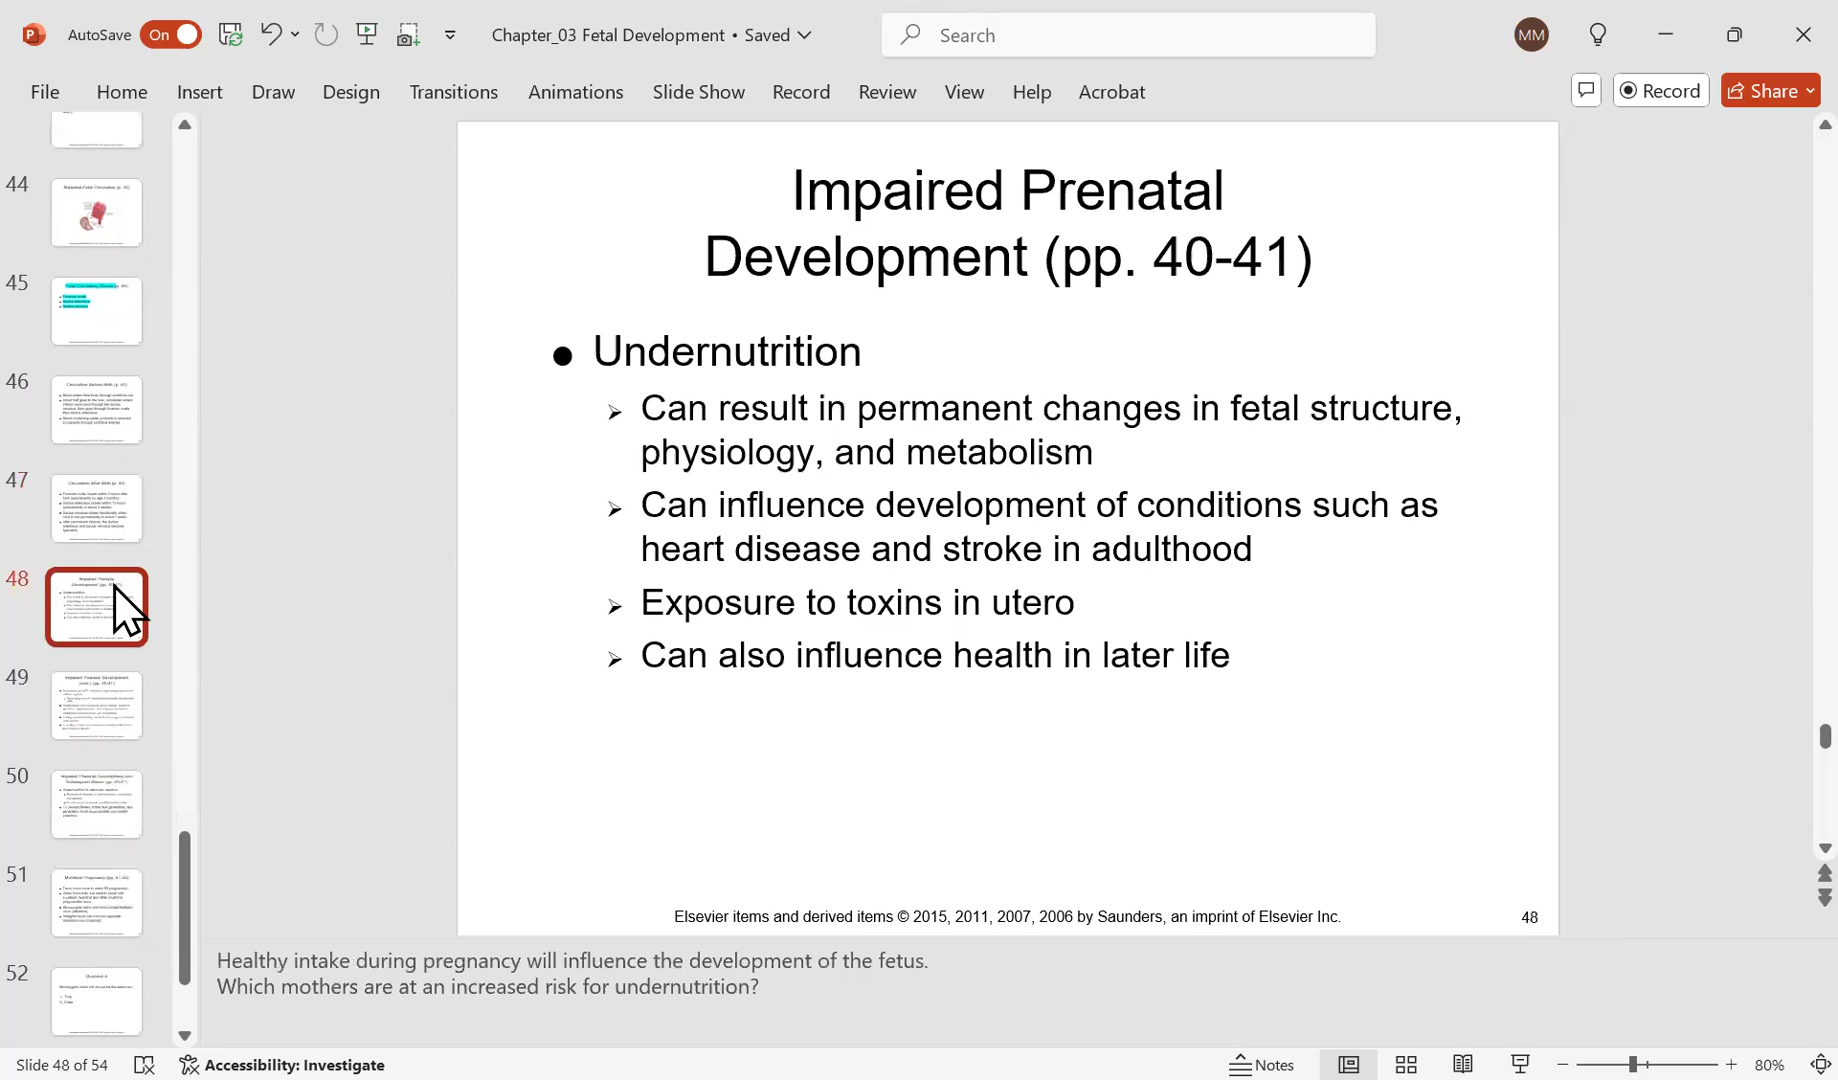 AutoSave On
Chapter_03 Fetal Development • Saved
Search
MM
File Home Insert Draw Design Transitions Animations Slide Show Record Review View Help Acrobat
Record
Share
44
45
46
47
48
49
50
51
52
Impaired Prenatal
Development (pp. 40-41)
● Undernutrition
➢ Can result in permanent changes in fetal structure,
physiology, and metabolism
➢ Can influence development of conditions such as
heart disease and stroke in adulthood
➢ Exposure to toxins in utero
➢ Can also influence health in later life
Elsevier items and derived items © 2015, 2011, 2007, 2006 by Saunders, an imprint of Elsevier Inc.
48
Healthy intake during pregnancy will influence the development of the fetus.
Which mothers are at an increased risk for undernutrition?
Slide 48 of 54
Accessibility: Investigate
Notes
80%